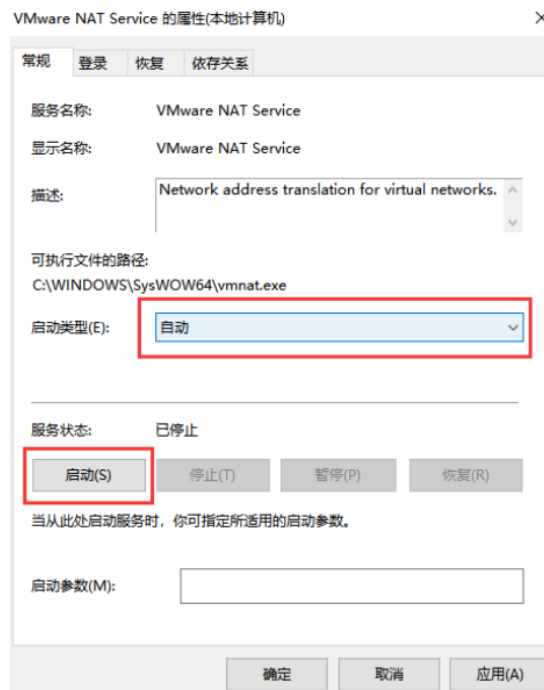 VMware NAT Service 的属性(本地计算机)
常规 登录 恢复 依存关系
服务名称: VMware NAT Service
显示名称: VMware NAT Service
描述: Network address translation for virtual networks.
可执行文件的路径:
C:\WINDOWS\SysWOW64\vmnat.exe
启动类型(E): 自动
服务状态: 已停止
启动(S) 停止(T) 暂停(P) 恢复(R)
当从此处启动服务时，你可指定所适用的启动参数。
启动参数(M):
确定 取消 应用(A)